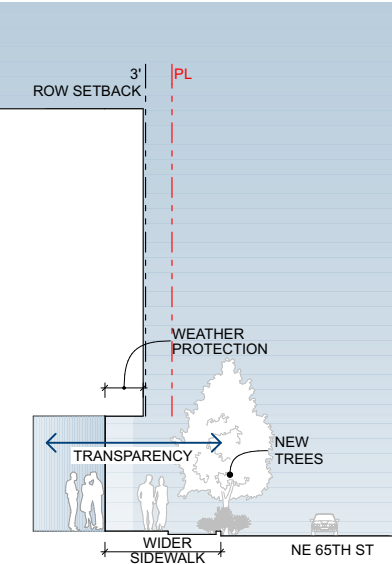 3'
ROW SETBACK
PL
WEATHER
PROTECTION
TRANSPARENCY
NEW
TREES
WIDER
SIDEWALK
NE 65TH ST